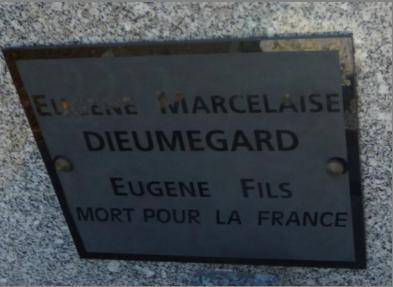 EUGENE MARCELAISE
DIEUMEGARD
EUGENE FILS
MORT POUR LA FRANCE